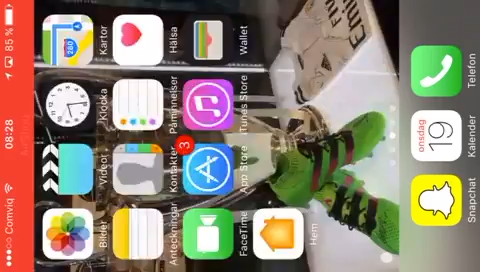 Comviq 08:28 85 %
280
Bilder Videor Klocka Kartor
3
Anteckningar Kontakter Påminnelser Hälsa
FaceTime App Store iTunes Store Wallet
Hem
onsdag
19
Snapchat Kalender Telefon